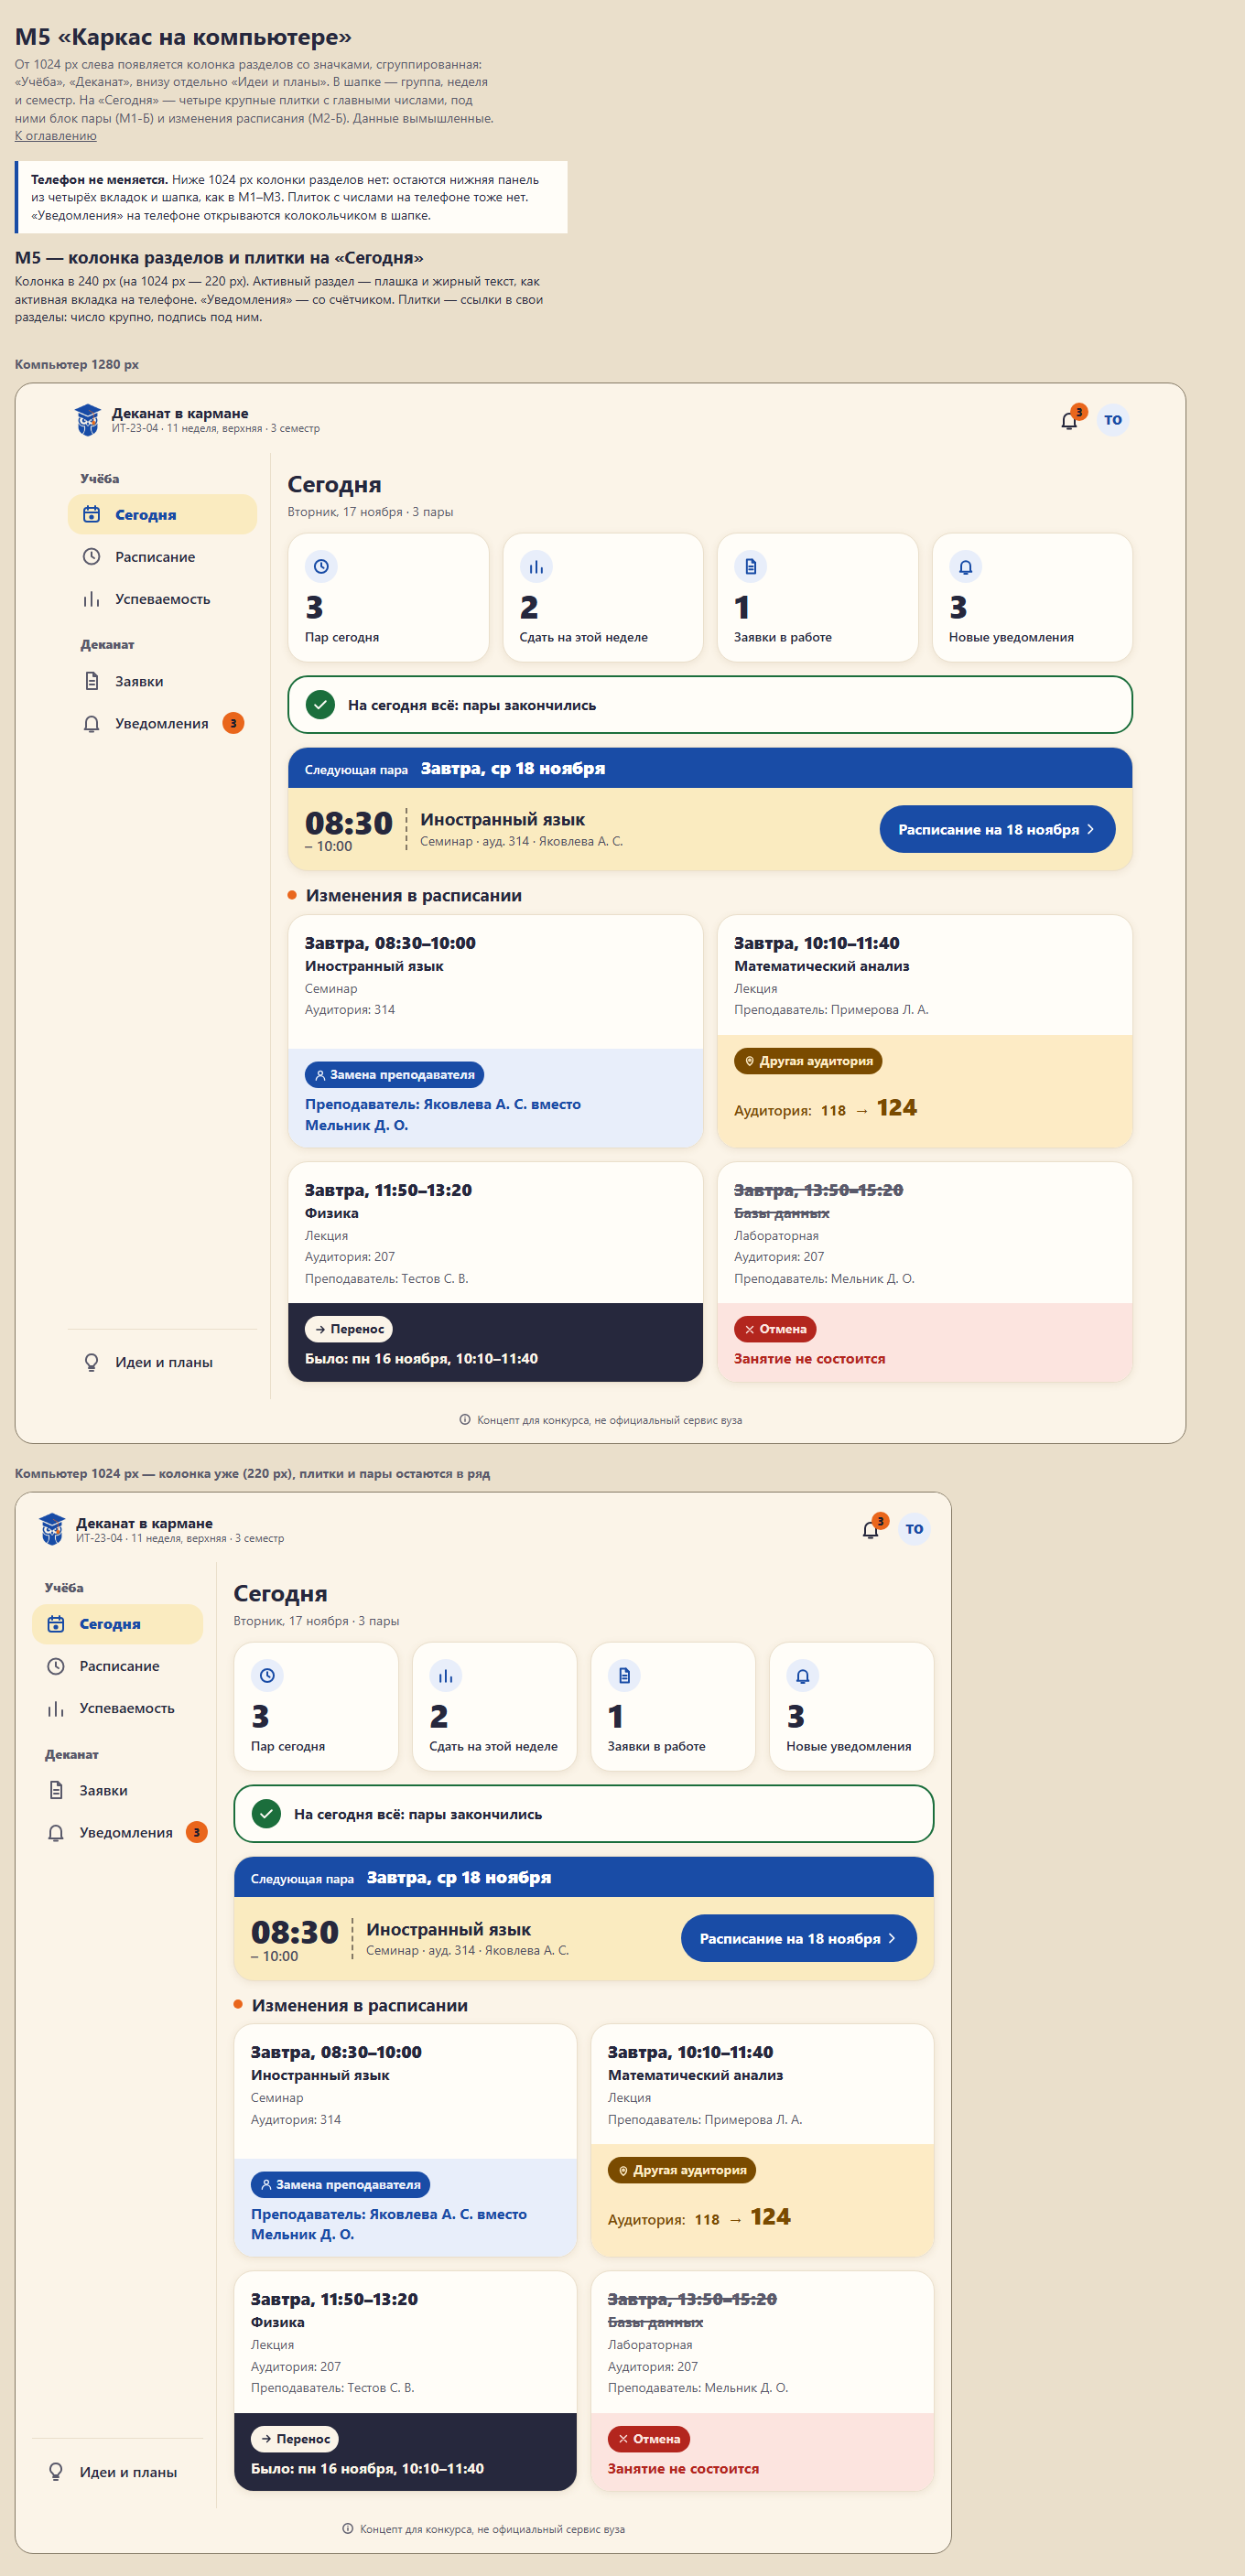 М5 «Каркас на компьютере»
От 1024 px слева появляется колонка разделов со значками, сгруппированная:
«Учёба», «Деканат», внизу отдельно «Идеи и планы». В шапке — группа, неделя
и семестр. На «Сегодня» — четыре крупные плитки с главными числами, под
ними блок пары (М1-Б) и изменения расписания (М2-Б). Данные вымышленные.
К оглавлению
Телефон не меняется. Ниже 1024 px колонки разделов нет: остаются нижняя панель
из четырёх вкладок и шапка, как в М1–М3. Плиток с числами на телефоне тоже нет.
«Уведомления» на телефоне открываются колокольчиком в шапке.
М5 — колонка разделов и плитки на «Сегодня»
Колонка в 240 px (на 1024 px — 220 px). Активный раздел — плашка и жирный текст, как
активная вкладка на телефоне. «Уведомления» — со счётчиком. Плитки — ссылки в свои
разделы: число крупно, подпись под ним.
Компьютер 1280 px
Деканат в кармане
ИТ-23-04 · 11 неделя, верхняя · 3 семестр
3
ТО
Учёба
Сегодня
Расписание
Успеваемость
Деканат
Заявки
Уведомления 3
Идеи и планы
Сегодня
Вторник, 17 ноября · 3 пары
3
Пар сегодня
2
Сдать на этой неделе
1
Заявки в работе
3
Новые уведомления
На сегодня всё: пары закончились
Следующая пара Завтра, ср 18 ноября
08:30
– 10:00
Иностранный язык
Семинар · ауд. 314 · Яковлева А. С.
Расписание на 18 ноября
Изменения в расписании
Завтра, 08:30–10:00
Иностранный язык
Семинар
Аудитория: 314
Замена преподавателя
Преподаватель: Яковлева А. С. вместо
Мельник Д. О.
Завтра, 10:10–11:40
Математический анализ
Лекция
Преподаватель: Примерова Л. А.
Другая аудитория
Аудитория: 118 → 124
Завтра, 11:50–13:20
Физика
Лекция
Аудитория: 207
Преподаватель: Тестов С. В.
Перенос
Было: пн 16 ноября, 10:10–11:40
Завтра, 13:50–15:20
Базы данных
Лабораторная
Аудитория: 207
Преподаватель: Мельник Д. О.
Отмена
Занятие не состоится
Концепт для конкурса, не официальный сервис вуза
Компьютер 1024 px — колонка уже (220 px), плитки и пары остаются в ряд
Деканат в кармане
ИТ-23-04 · 11 неделя, верхняя · 3 семестр
3
ТО
Учёба
Сегодня
Расписание
Успеваемость
Деканат
Заявки
Уведомления 3
Идеи и планы
Сегодня
Вторник, 17 ноября · 3 пары
3
Пар сегодня
2
Сдать на этой неделе
1
Заявки в работе
3
Новые уведомления
На сегодня всё: пары закончились
Следующая пара Завтра, ср 18 ноября
08:30
– 10:00
Иностранный язык
Семинар · ауд. 314 · Яковлева А. С.
Расписание на 18 ноября
Изменения в расписании
Завтра, 08:30–10:00
Иностранный язык
Семинар
Аудитория: 314
Замена преподавателя
Преподаватель: Яковлева А. С. вместо
Мельник Д. О.
Завтра, 10:10–11:40
Математический анализ
Лекция
Преподаватель: Примерова Л. А.
Другая аудитория
Аудитория: 118 → 124
Завтра, 11:50–13:20
Физика
Лекция
Аудитория: 207
Преподаватель: Тестов С. В.
Перенос
Было: пн 16 ноября, 10:10–11:40
Завтра, 13:50–15:20
Базы данных
Лабораторная
Аудитория: 207
Преподаватель: Мельник Д. О.
Отмена
Занятие не состоится
Концепт для конкурса, не официальный сервис вуза